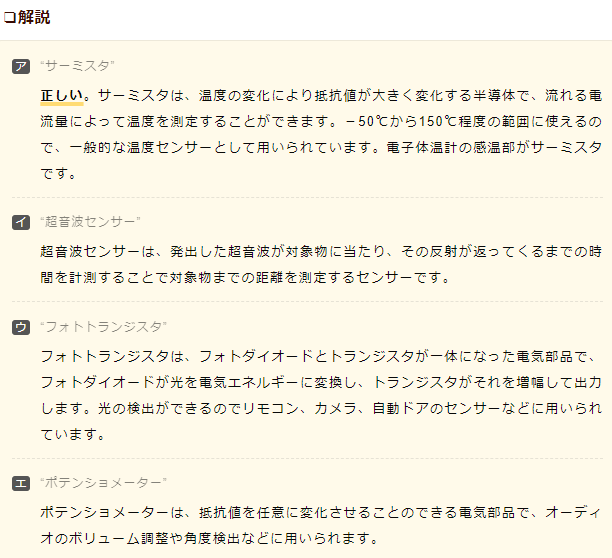 ❏解説
ア "サーミスタ"
正しい。サーミスタは、温度の変化により抵抗値が大きく変化する半導体で、流れる電
流量によって温度を測定することができます。－50℃から150℃程度の範囲に使えるの
で、一般的な温度センサーとして用いられています。電子体温計の感温部がサーミスタ
です。
イ "超音波センサー"
超音波センサーは、発出した超音波が対象物に当たり、その反射が返ってくるまでの時
間を計測することで対象物までの距離を測定するセンサーです。
ウ "フォトトランジスタ"
フォトトランジスタは、フォトダイオードとトランジスタが一体になった電気部品で、
フォトダイオードが光を電気エネルギーに変換し、トランジスタがそれを増幅して出力
します。光の検出ができるのでリモコン、カメラ、自動ドアのセンサーなどに用いられ
ています。
エ "ポテンショメーター"
ポテンショメーターは、抵抗値を任意に変化させることのできる電気部品で、オーディ
オのボリューム調整や角度検出などに用いられます。